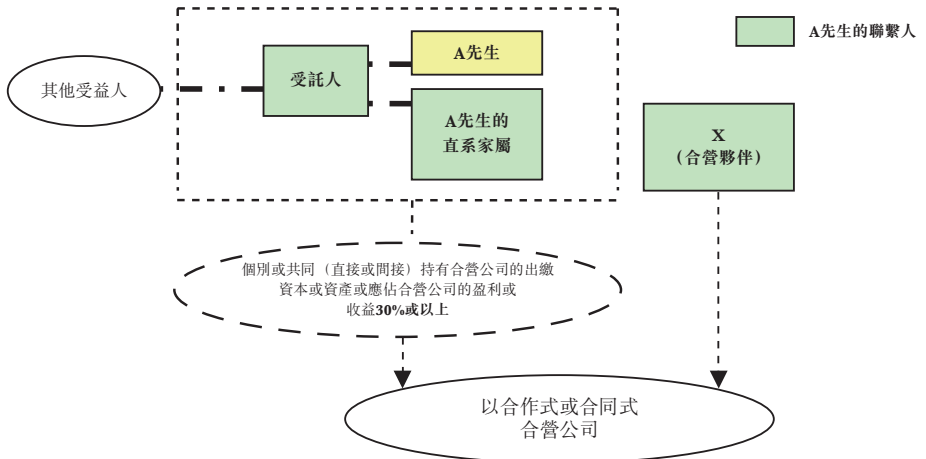 A先生的聯繫人
A先生
受託人
其他受益人
A先生的
直系家屬
X
（合營夥伴）
個別或共同（直接或間接）持有合營公司的出繳
資本或資產或應佔合營公司的盈利或
收益30%或以上
以合作式或合同式
合營公司